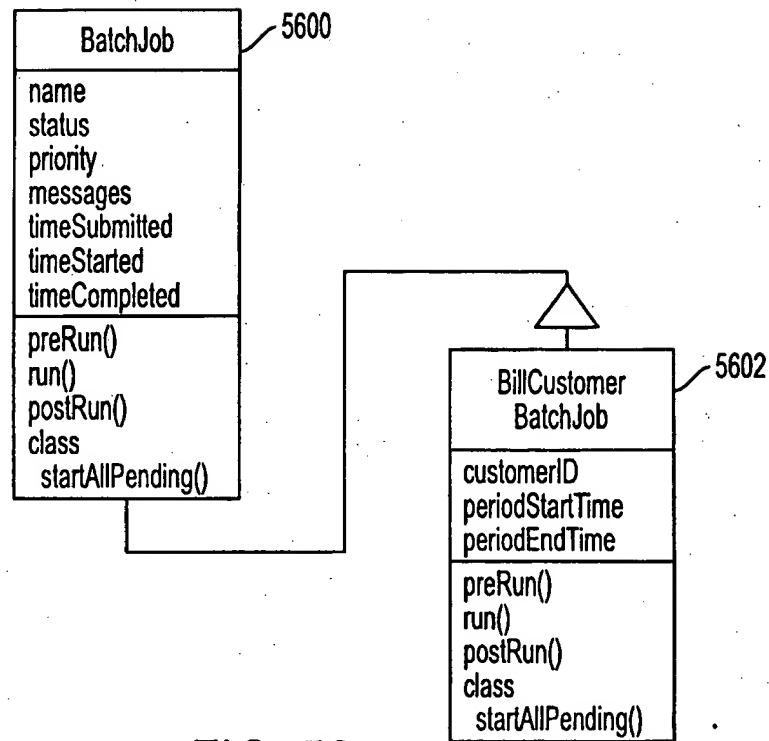 BatchJob
5600
name
status
priority
messages
timeSubmitted
timeStarted
timeCompleted
preRun()
run()
postRun()
class
startAllPending()
BillCustomer
BatchJob
5602
customerID
periodStartTime
periodEndTime
preRun()
run()
postRun()
class
startAllPending()